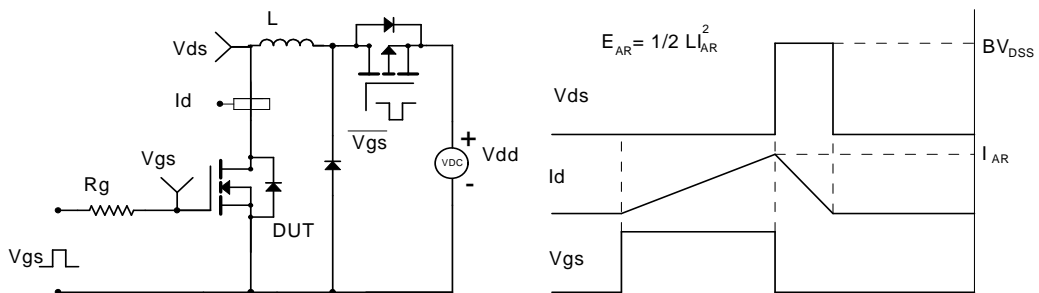 L
Vds
Id
Vgs
Vgs
Rg
DUT
Vgs
VDC
+
Vdd
-
E_AR = 1/2 LI_AR^2
BV_DSS
Vds
I_AR
Id
Vgs